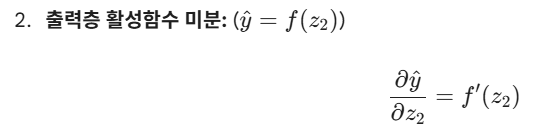 2. 출력층 활성함수 미분: (ŷ = f(z₂))
∂ŷ/∂z₂ = f′(z₂)